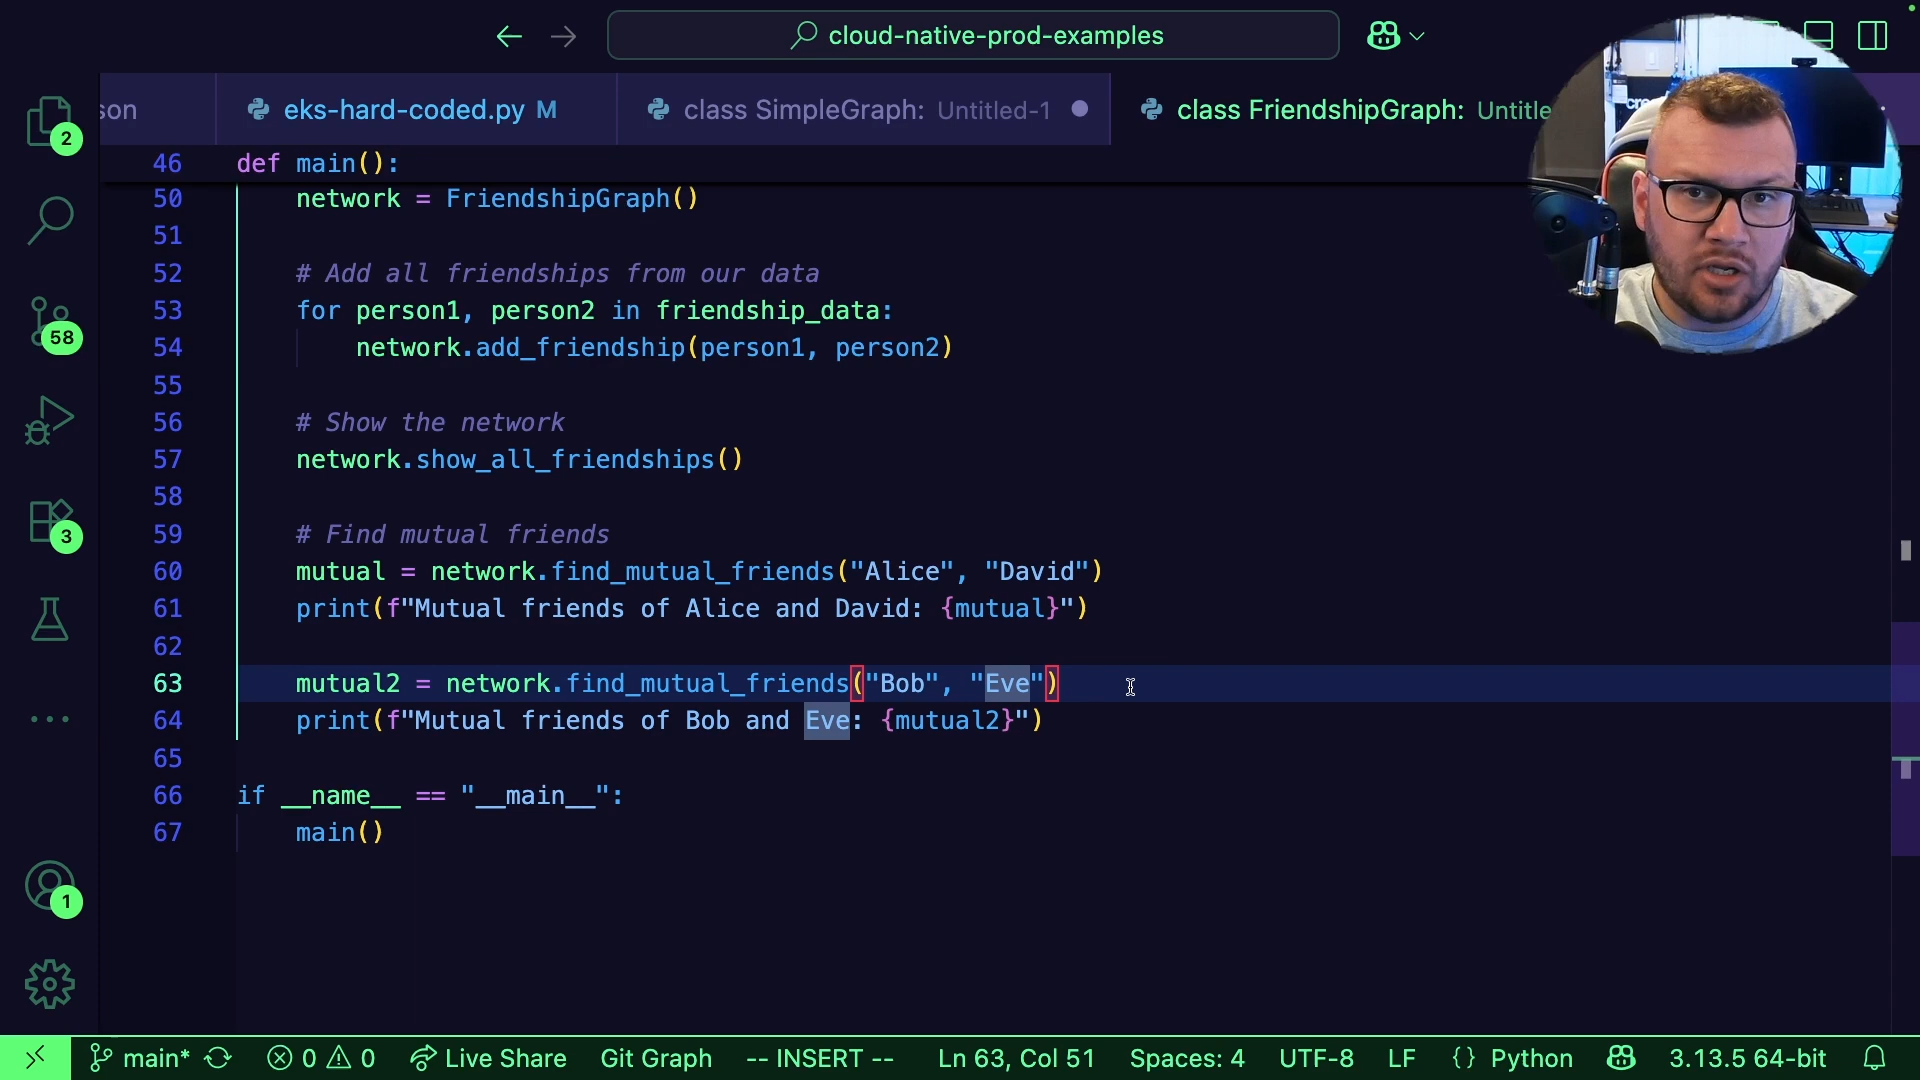 cloud-native-prod-examples
son
eks-hard-coded.py M
class SimpleGraph: Untitled-1
class FriendshipGraph: Untitle
46 def main():
50 network = FriendshipGraph()
51
52 # Add all friendships from our data
53 for person1, person2 in friendship_data:
54 network.add_friendship(person1, person2)
55
56 # Show the network
57 network.show_all_friendships()
58
59 # Find mutual friends
60 mutual = network.find_mutual_friends("Alice", "David")
61 print(f"Mutual friends of Alice and David: {mutual}")
62
63 mutual2 = network.find_mutual_friends("Bob", "Eve")
64 print(f"Mutual friends of Bob and Eve: {mutual2}")
65
66 if __name__ == "__main__":
67 main()
2
58
3
1
main* 0 0 Live Share Git Graph -- INSERT -- Ln 63, Col 51 Spaces: 4 UTF-8 LF {} Python 3.13.5 64-bit